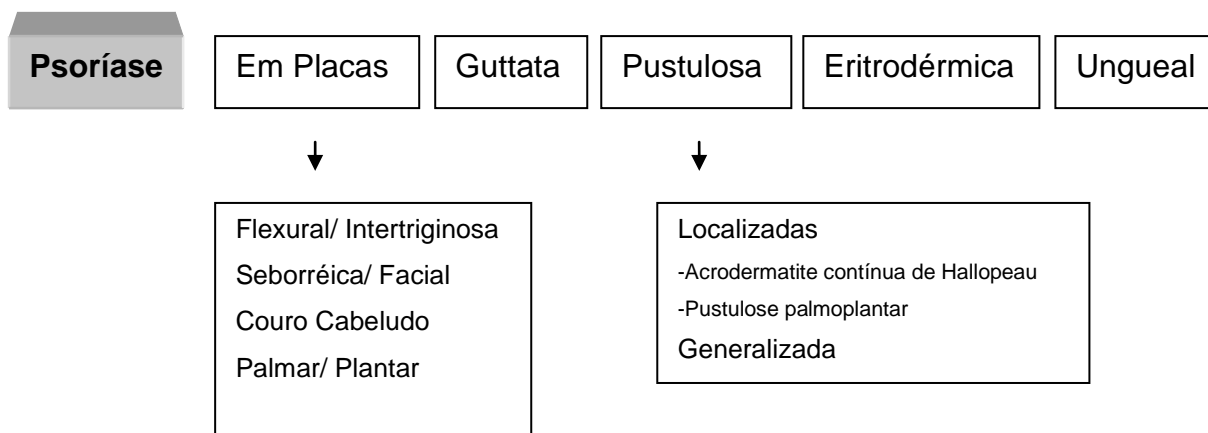 Psoríase
Em Placas
Guttata
Pustulosa
Eritrodérmica
Ungueal
Flexural/ Intertriginosa
Seborréica/ Facial
Couro Cabeludo
Palmar/ Plantar
Localizadas
-Acrodermatite contínua de Hallopeau
-Pustulose palmoplantar
Generalizada